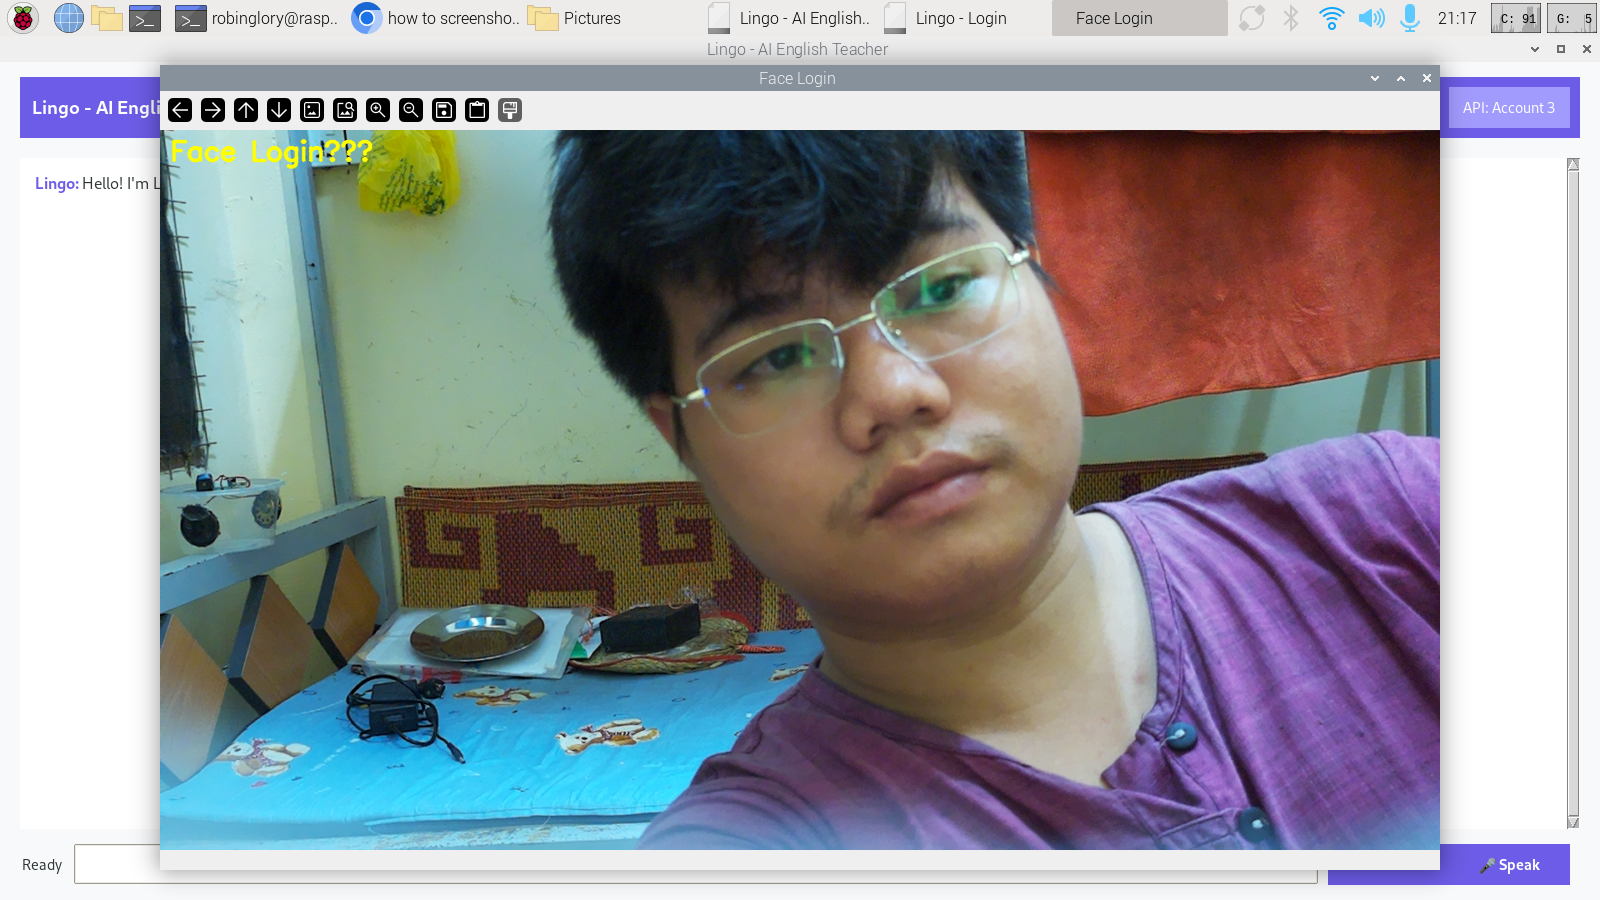 robinglory@rasp..
how to screensho..
Pictures
Lingo - AI English..
Lingo - Login
Face Login
21:17
C: 91
G: 5
Lingo - AI English Teacher
Face Login
Lingo - AI Engli
API: Account 3
Face Login???
Lingo: Hello! I'm L
Ready
Speak